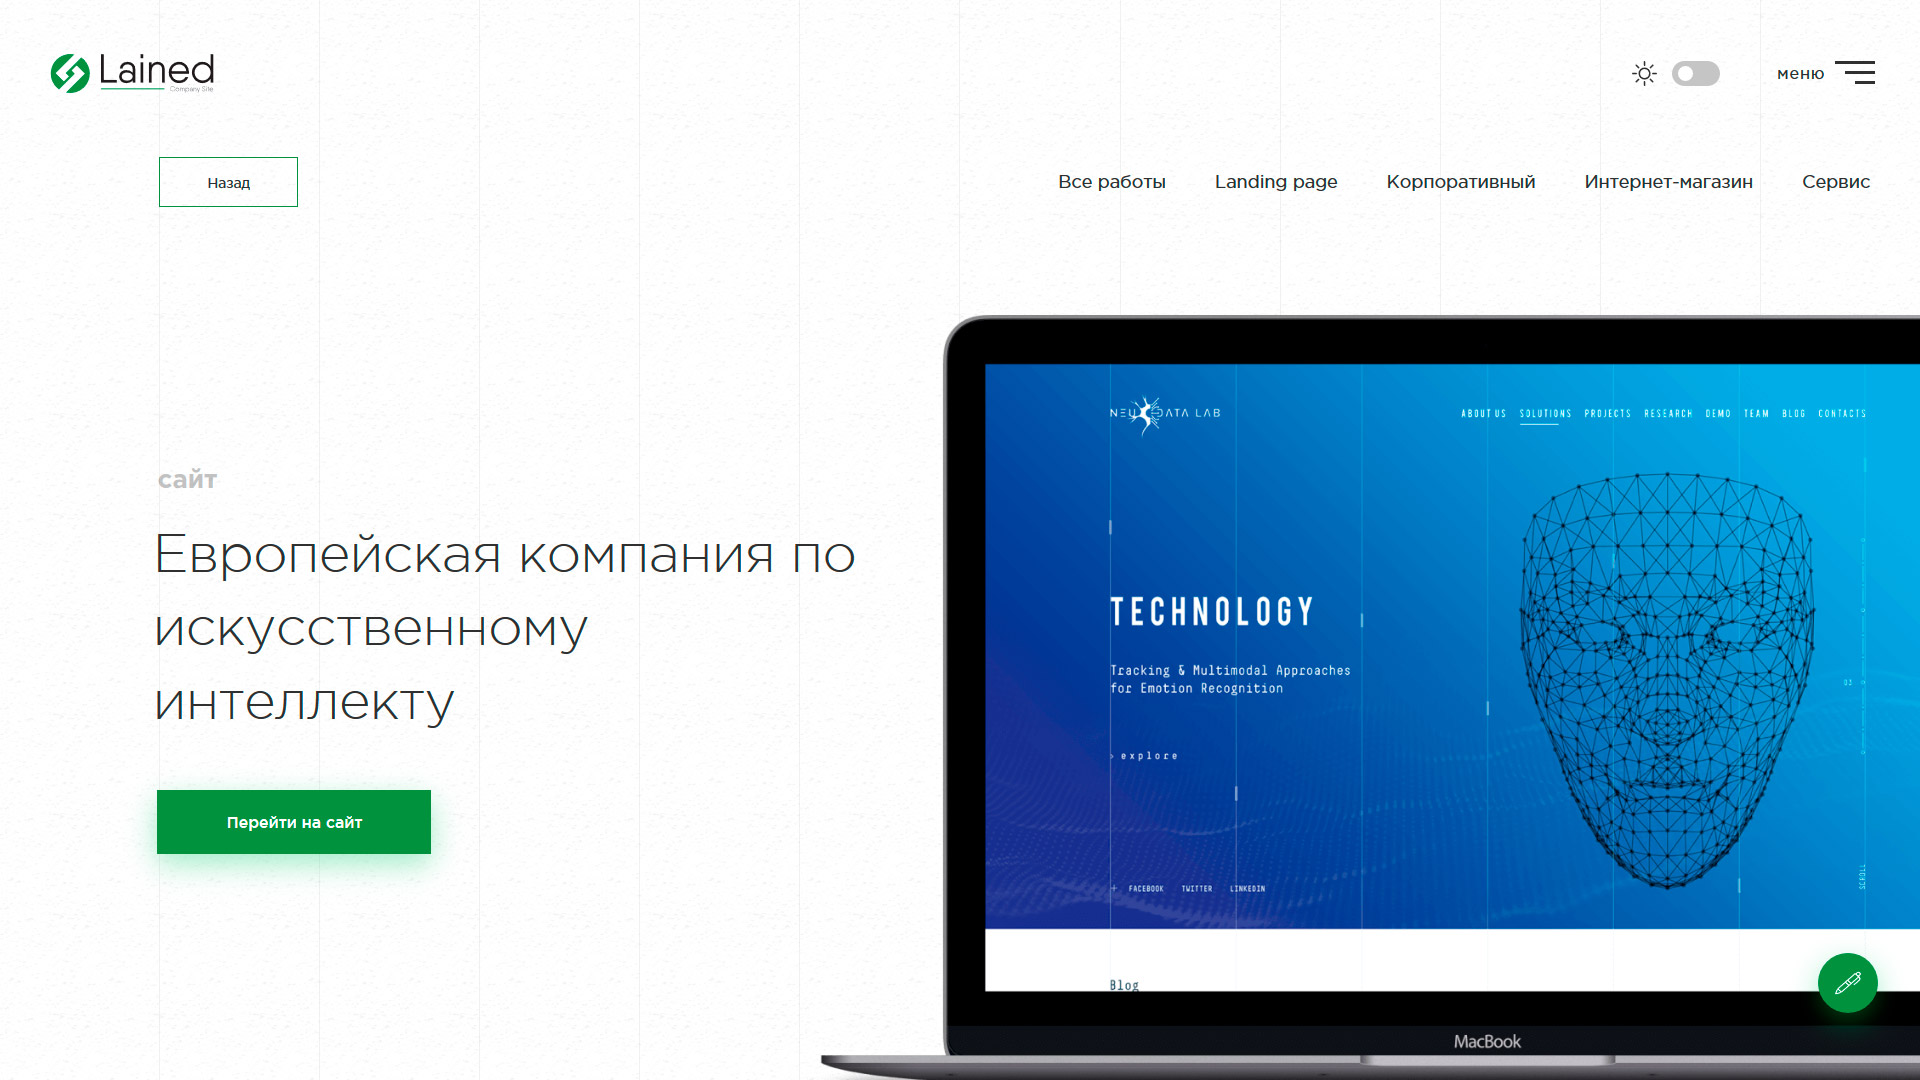 Lained
Company Site
меню
Назад
Все работы Landing page Корпоративный Интернет-магазин Сервис
сайт
Европейская компания по
искусственному
интеллекту
Перейти на сайт
NEURODATA LAB
ABOUT US SOLUTIONS PROJECTS RESEARCH DEMO TEAM BLOG CONTACTS
TECHNOLOGY
Tracking & Multimodal Approaches
for Emotion Recognition
› explore
03
+ FACEBOOK TWITTER LINKEDIN
SCROLL
Blog
MacBook